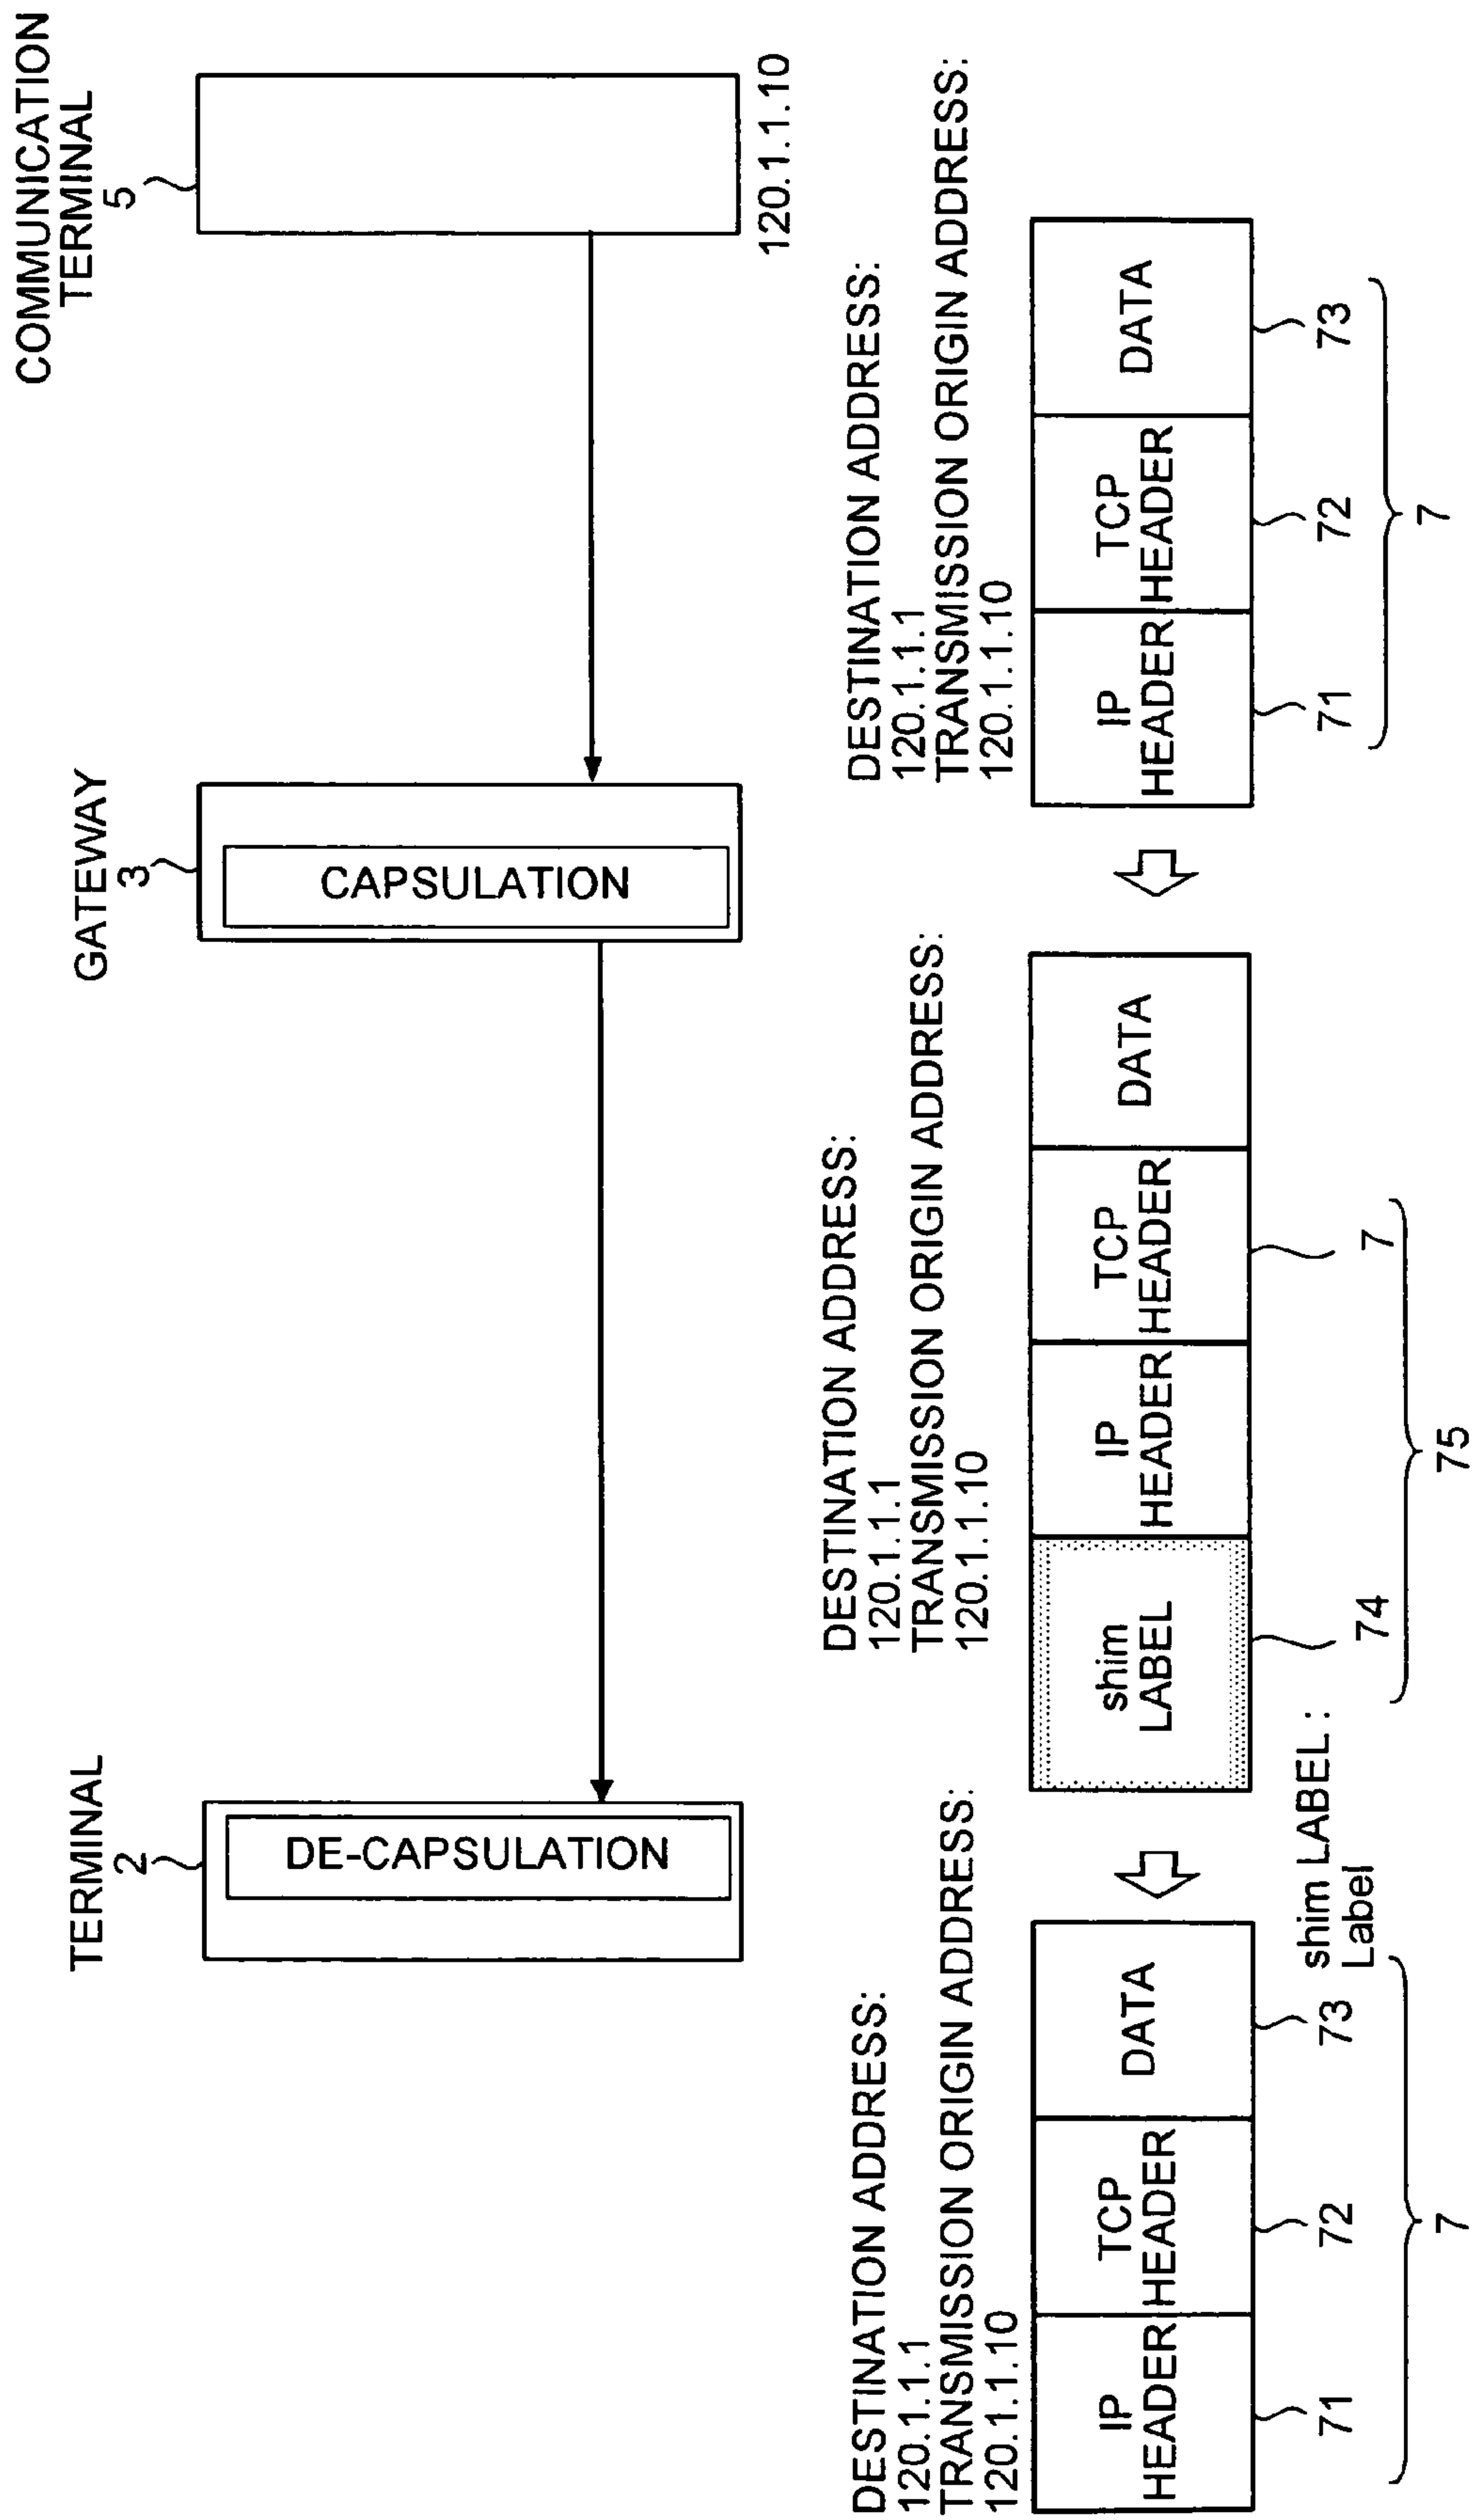 TERMINAL
2
DE-CAPSULATION
GATEWAY
3
CAPSULATION
COMMUNICATION
TERMINAL
5
120.1.1.10
DESTINATION ADDRESS:
120.1.1.1
TRANSMISSION ORIGIN ADDRESS:
120.1.1.10
IP
HEADER
TCP
HEADER
DATA
71
72
73
7
shim LABEL :
Label
DESTINATION ADDRESS:
120.1.1.1
TRANSMISSION ORIGIN ADDRESS:
120.1.1.10
shim
LABEL
IP
HEADER
TCP
HEADER
DATA
74
7
75
DESTINATION ADDRESS:
120.1.1.1
TRANSMISSION ORIGIN ADDRESS:
120.1.1.10
IP
HEADER
TCP
HEADER
DATA
71
72
73
7